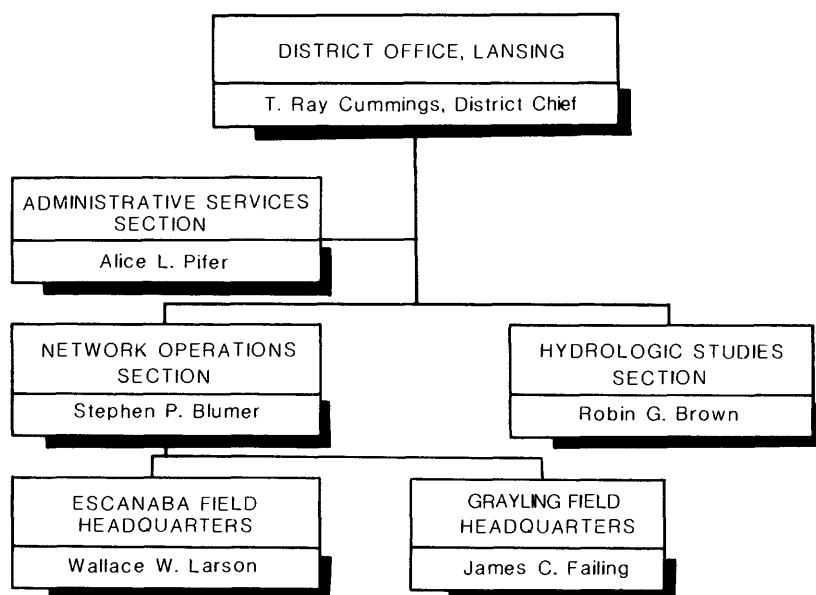 DISTRICT OFFICE, LANSING
T. Ray Cummings, District Chief
ADMINISTRATIVE SERVICES
SECTION
Alice L. Pifer
NETWORK OPERATIONS
SECTION
Stephen P. Blumer
HYDROLOGIC STUDIES
SECTION
Robin G. Brown
ESCANABA FIELD
HEADQUARTERS
Wallace W. Larson
GRAYLING FIELD
HEADQUARTERS
James C. Failing